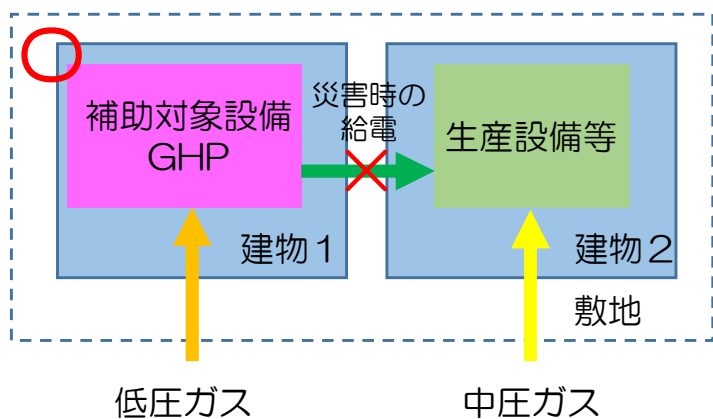 補助対象設備
GHP
災害時の
給電
生産設備等
建物1
建物2
敷地
低圧ガス
中圧ガス